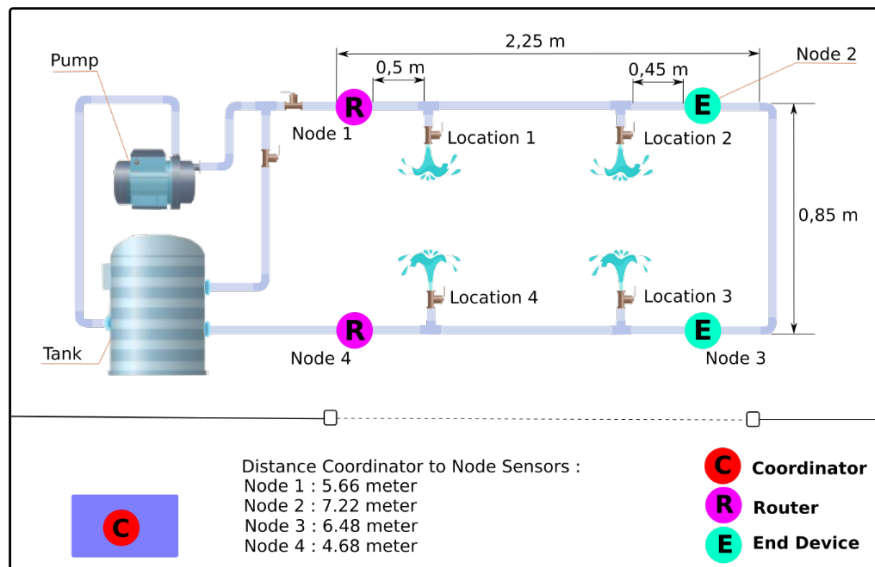 2,25 m
Pump
Node 2
0,5 m
0,45 m
R
E
Node 1
Location 1
Location 2
0,85 m
Location 4
Location 3
R
E
Tank
Node 4
Node 3
Distance Coordinator to Node Sensors :
Node 1 : 5.66 meter
Node 2 : 7.22 meter
Node 3 : 6.48 meter
Node 4 : 4.68 meter
C
C Coordinator
R Router
E End Device